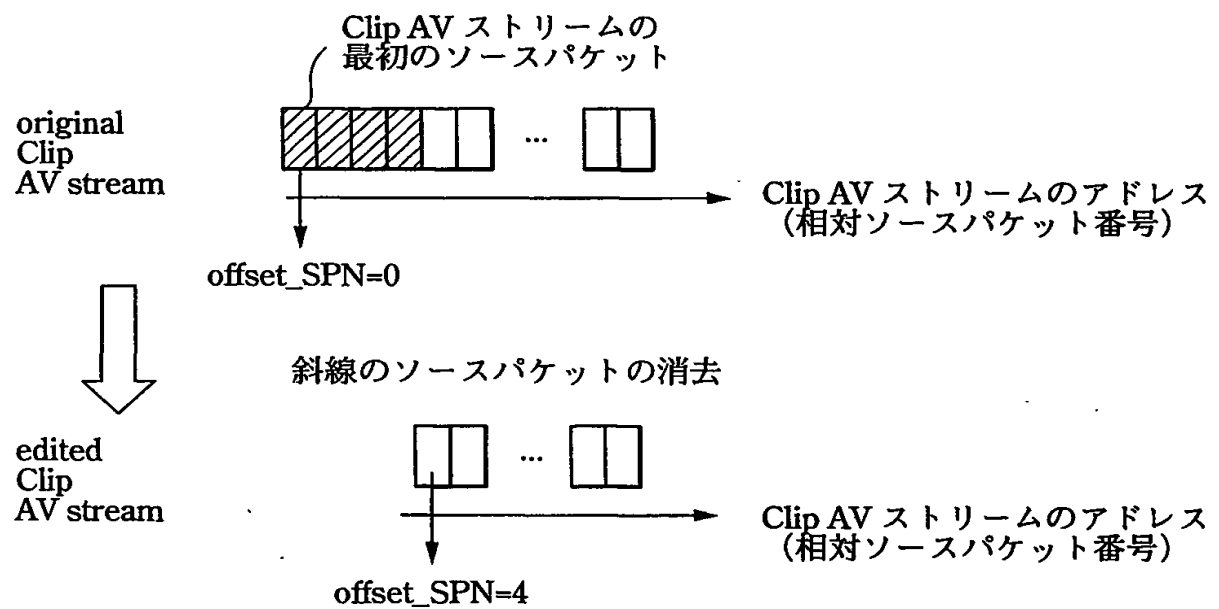 Clip AV ストリームの
最初のソースパケット
original
Clip
AV stream
...
Clip AV ストリームのアドレス
（相対ソースパケット番号）
offset_SPN=0
斜線のソースパケットの消去
edited
Clip
AV stream
...
Clip AV ストリームのアドレス
（相対ソースパケット番号）
offset_SPN=4